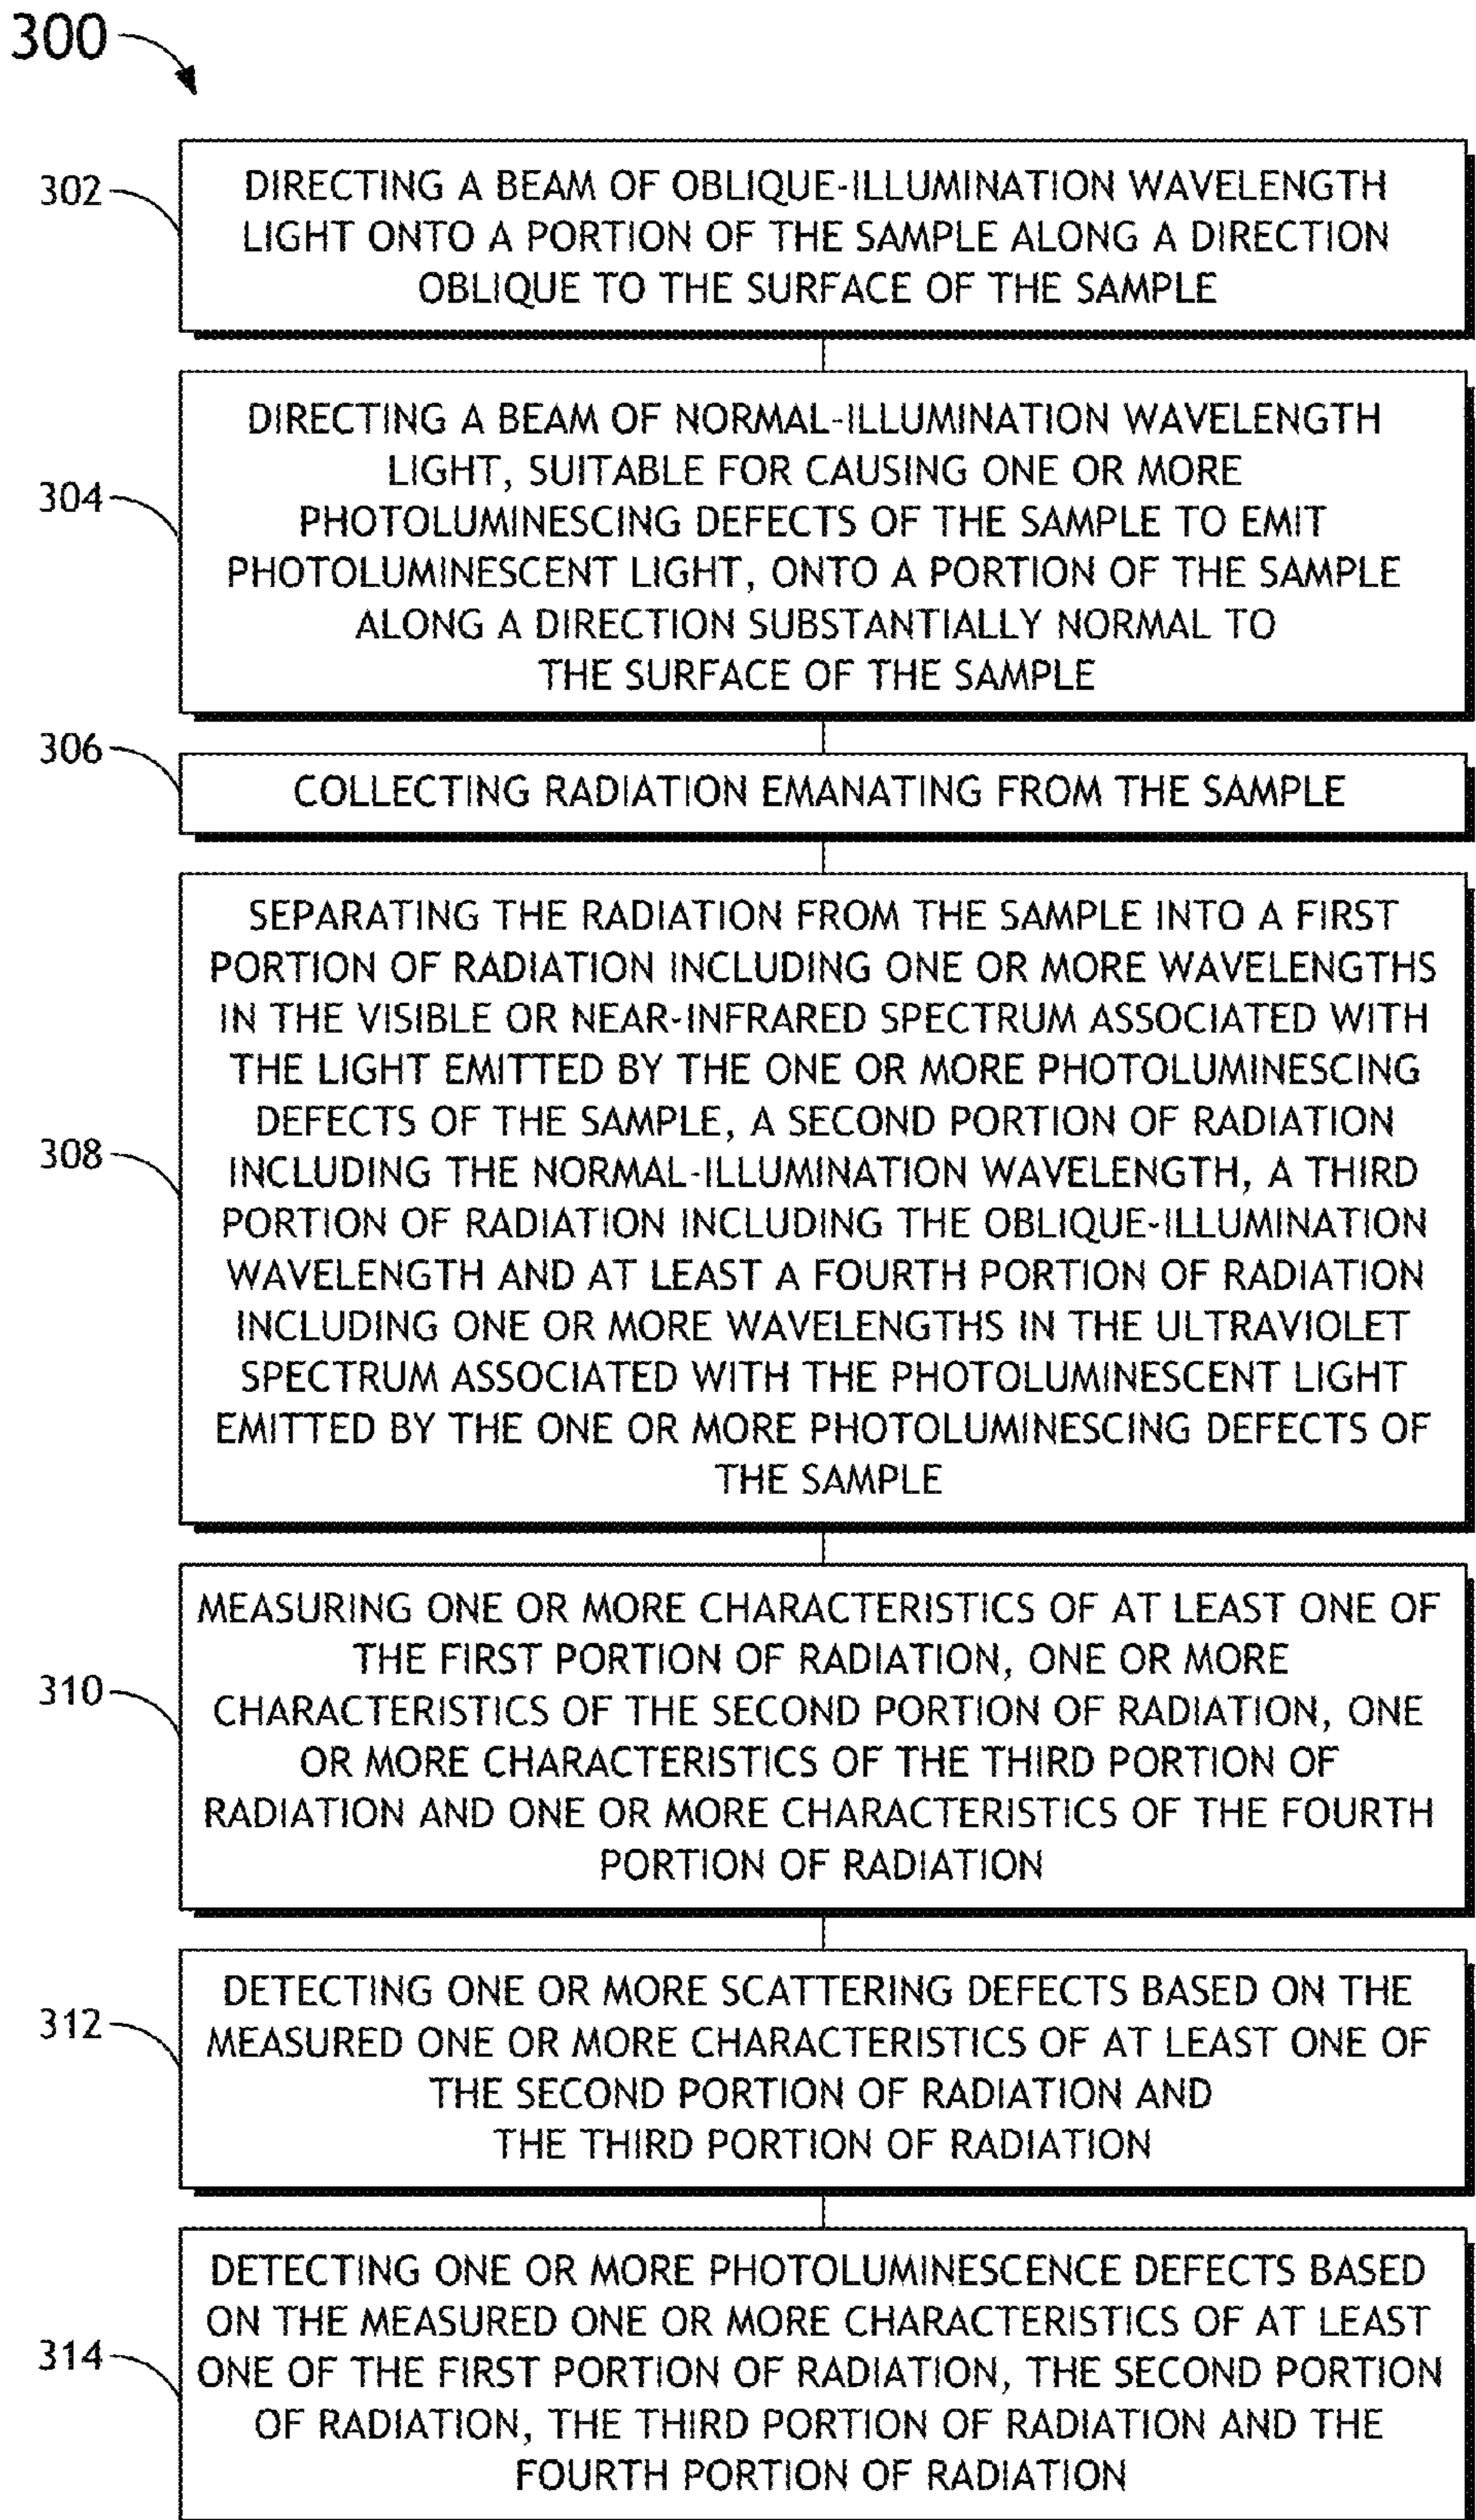 300
302
DIRECTING A BEAM OF OBLIQUE-ILLUMINATION WAVELENGTH
LIGHT ONTO A PORTION OF THE SAMPLE ALONG A DIRECTION
OBLIQUE TO THE SURFACE OF THE SAMPLE
304
DIRECTING A BEAM OF NORMAL-ILLUMINATION WAVELENGTH
LIGHT, SUITABLE FOR CAUSING ONE OR MORE
PHOTOLUMINESCING DEFECTS OF THE SAMPLE TO EMIT
PHOTOLUMINESCENT LIGHT, ONTO A PORTION OF THE SAMPLE
ALONG A DIRECTION SUBSTANTIALLY NORMAL TO
THE SURFACE OF THE SAMPLE
306
COLLECTING RADIATION EMANATING FROM THE SAMPLE
308
SEPARATING THE RADIATION FROM THE SAMPLE INTO A FIRST
PORTION OF RADIATION INCLUDING ONE OR MORE WAVELENGTHS
IN THE VISIBLE OR NEAR-INFRARED SPECTRUM ASSOCIATED WITH
THE LIGHT EMITTED BY THE ONE OR MORE PHOTOLUMINESCING
DEFECTS OF THE SAMPLE, A SECOND PORTION OF RADIATION
INCLUDING THE NORMAL-ILLUMINATION WAVELENGTH, A THIRD
PORTION OF RADIATION INCLUDING THE OBLIQUE-ILLUMINATION
WAVELENGTH AND AT LEAST A FOURTH PORTION OF RADIATION
INCLUDING ONE OR MORE WAVELENGTHS IN THE ULTRAVIOLET
SPECTRUM ASSOCIATED WITH THE PHOTOLUMINESCENT LIGHT
EMITTED BY THE ONE OR MORE PHOTOLUMINESCING DEFECTS OF
THE SAMPLE
310
MEASURING ONE OR MORE CHARACTERISTICS OF AT LEAST ONE OF
THE FIRST PORTION OF RADIATION, ONE OR MORE
CHARACTERISTICS OF THE SECOND PORTION OF RADIATION, ONE
OR MORE CHARACTERISTICS OF THE THIRD PORTION OF
RADIATION AND ONE OR MORE CHARACTERISTICS OF THE FOURTH
PORTION OF RADIATION
312
DETECTING ONE OR MORE SCATTERING DEFECTS BASED ON THE
MEASURED ONE OR MORE CHARACTERISTICS OF AT LEAST ONE OF
THE SECOND PORTION OF RADIATION AND
THE THIRD PORTION OF RADIATION
314
DETECTING ONE OR MORE PHOTOLUMINESCENCE DEFECTS BASED
ON THE MEASURED ONE OR MORE CHARACTERISTICS OF AT LEAST
ONE OF THE FIRST PORTION OF RADIATION, THE SECOND PORTION
OF RADIATION, THE THIRD PORTION OF RADIATION AND THE
FOURTH PORTION OF RADIATION